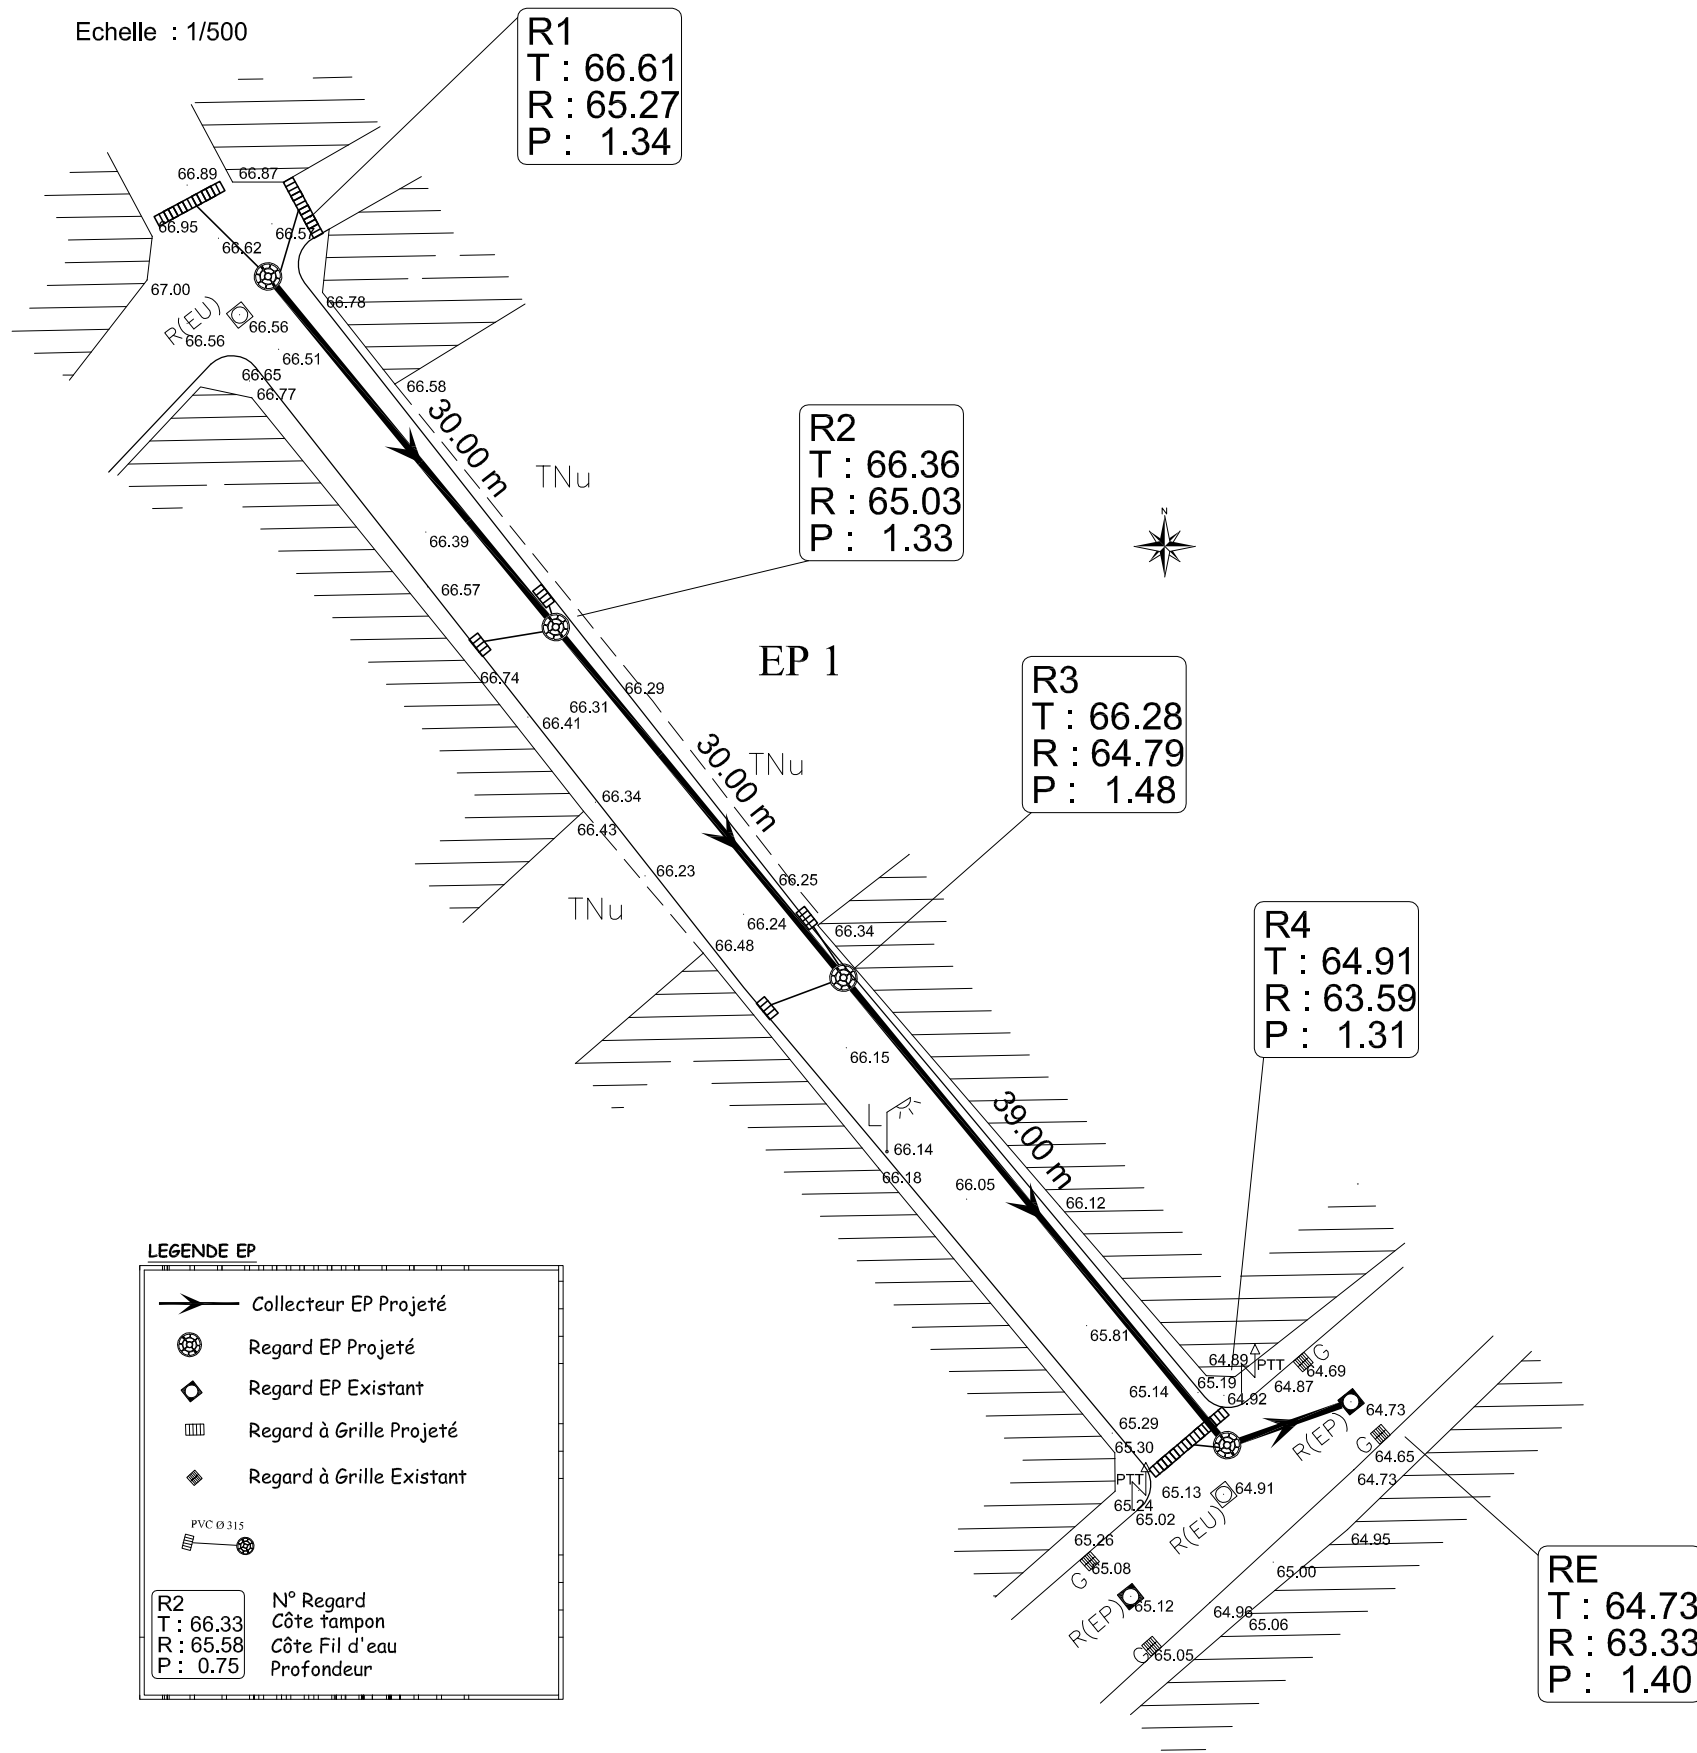 Echelle : 1/500
R1
T : 66.61
R : 65.27
P : 1.34
66.89
66.87
66.95
66.57
66.62
67.00
66.78
R(EU)
66.56
66.56
66.51
66.65
66.77
66.58
30.00 m
R2
T : 66.36
R : 65.03
P : 1.33
TNu
N
66.39
66.57
EP 1
66.74
66.29
66.31
66.41
R3
T : 66.28
R : 64.79
P : 1.48
30.00 m
TNu
66.34
66.43
66.23
66.25
TNu
66.24
66.34
66.48
R4
T : 64.91
R : 63.59
P : 1.31
66.15
39.00 m
L
66.14
66.18
66.05
66.12
65.81
64.89
PTT
G
64.69
65.19
64.87
65.14
64.92
64.73
65.29
R(EP)
G
65.30
64.65
PTT
64.73
65.13
64.91
65.24
65.02
R(EU)
65.26
64.95
65.08
G
65.00
65.12
R(EP)
64.96
65.06
G
65.05
RE
T : 64.73
R : 63.33
P : 1.40
LEGENDE EP
Collecteur EP Projeté
Regard EP Projeté
Regard EP Existant
Regard à Grille Projeté
Regard à Grille Existant
PVC Ø 315
R2
T : 66.33
R : 65.58
P : 0.75
N° Regard
Côte tampon
Côte Fil d'eau
Profondeur